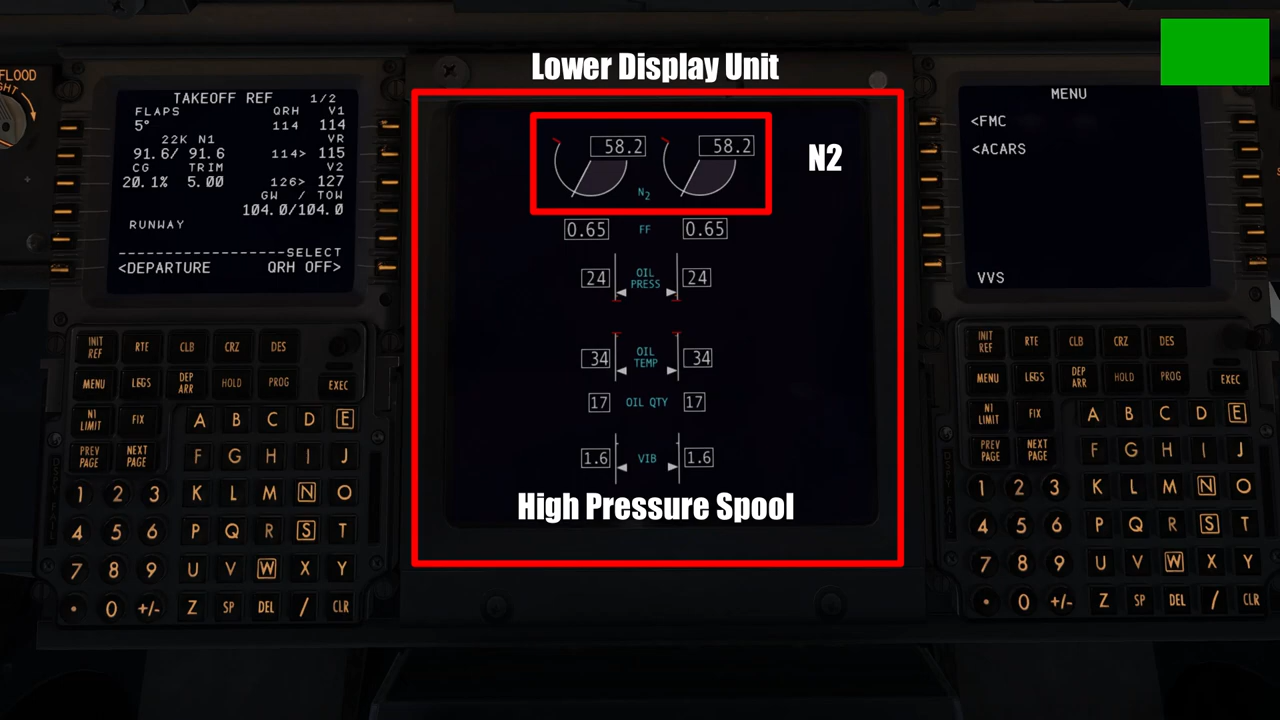 Lower Display Unit
FLOOD
TAKEOFF REF 1/2
FLAPS QRH V1
5° 114 114
22K N1 VR
91.6/ 91.6 114> 115
CG TRIM V2
20.1% 5.00 126> 127
GW / TOW
104.0/104.0
RUNWAY
--------------------SELECT
<DEPARTURE QRH OFF>
INIT REF RTE CLB CRZ DES
MENU LEGS DEP ARR HOLD PROG EXEC
N1 LIMIT FIX A B C D E
PREV PAGE NEXT PAGE F G H I J
1 2 3 K L M N O
4 5 6 P Q R S T
7 8 9 U V W X Y
. 0 +/- Z SP DEL / CLR
58.2 58.2
N2
N2
0.65 FF 0.65
24 OIL PRESS 24
34 OIL TEMP 34
17 OIL QTY 17
1.6 VIB 1.6
High Pressure Spool
MENU
<FMC
<ACARS
VVS
INIT REF RTE CLB CRZ DES
MENU LEGS DEP ARR HOLD PROG EXEC
N1 LIMIT FIX A B C D E
PREV PAGE NEXT PAGE F G H I J
1 2 3 K L M N O
4 5 6 P Q R S T
7 8 9 U V W X Y
. 0 +/- Z SP DEL / CLR